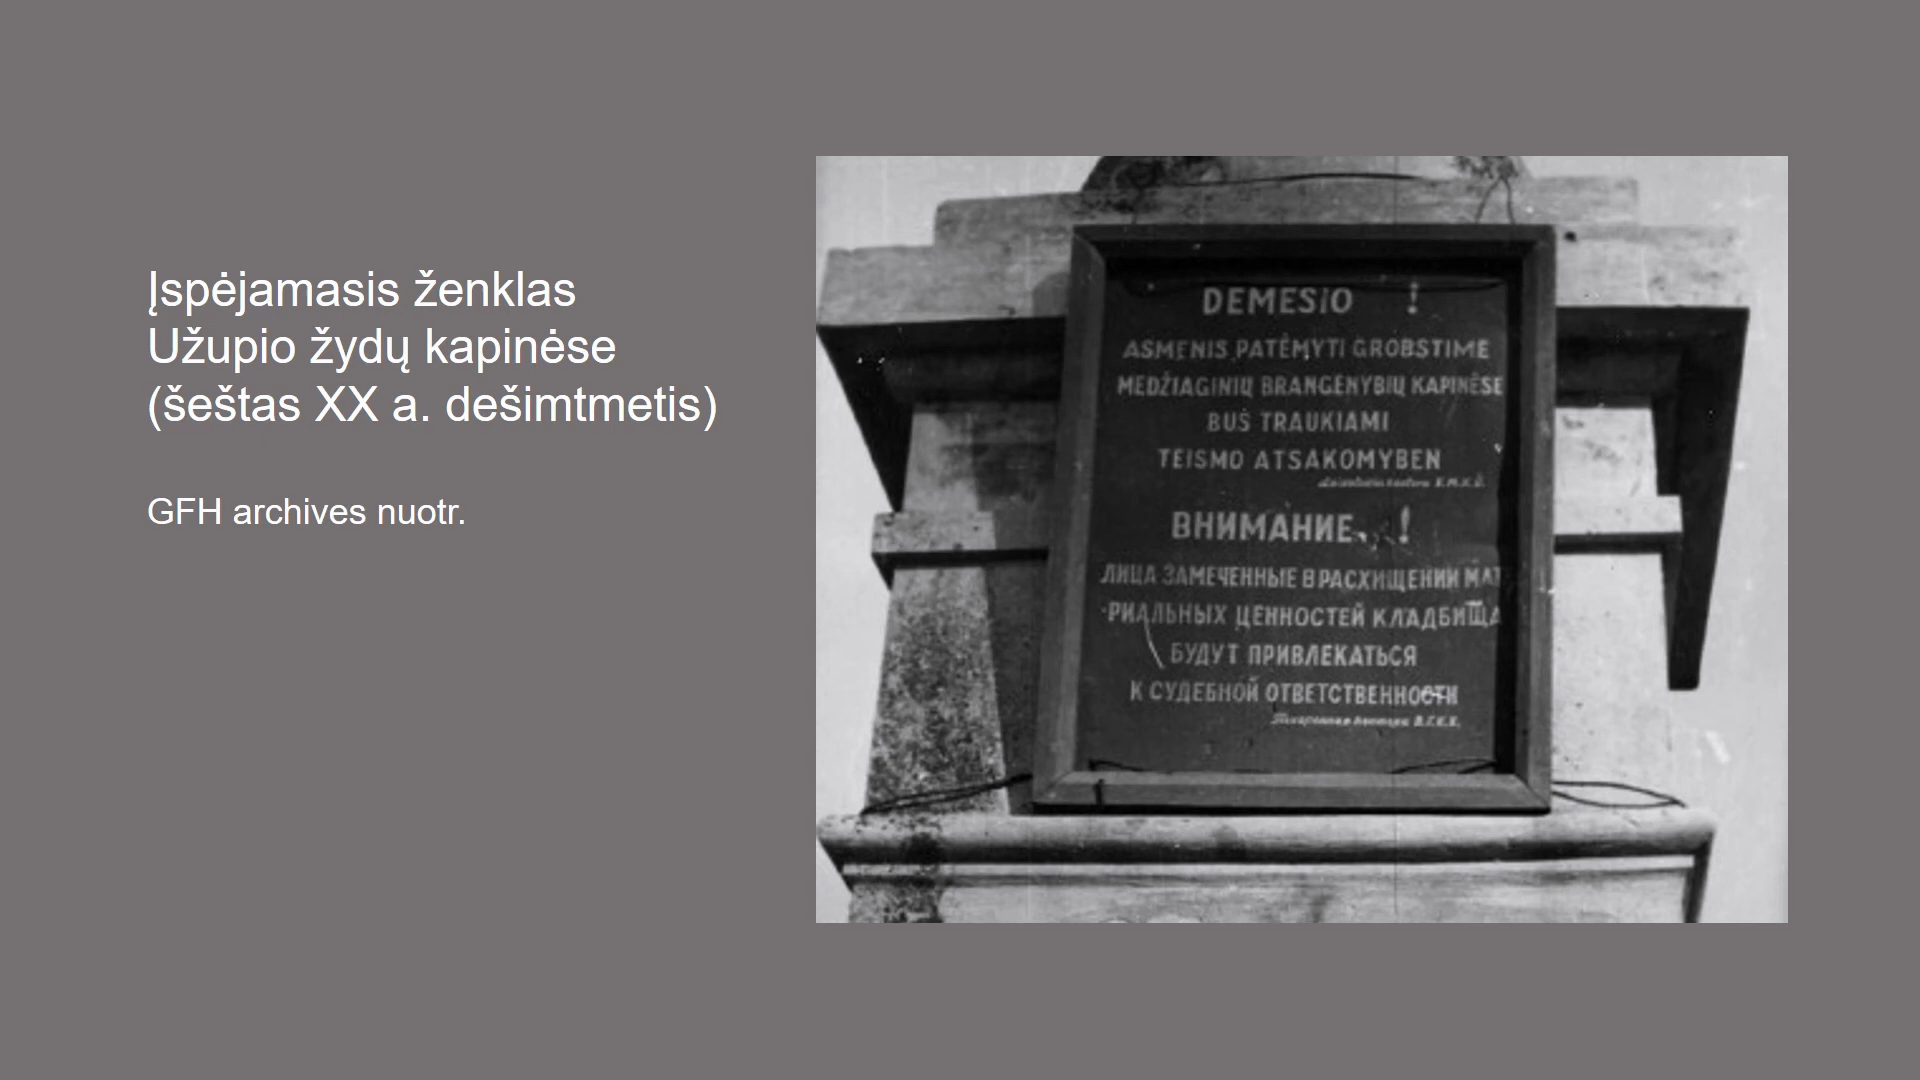 Įspėjamasis ženklas
Užupio žydų kapinėse
(šeštas XX a. dešimtmetis)
GFH archives nuotr.
DĖMESIO !
ASMENIS PATĖMYTI GROBSTIME
MEDŽIAGINIŲ BRANGENYBIŲ KAPINĖSE
BUS TRAUKIAMI
TEISMO ATSAKOMYBEN
ВНИМАНИЕ !
ЛИЦА ЗАМЕЧЕННЫЕ В РАСХИЩЕНИИ МАТ
РИАЛЬНЫХ ЦЕННОСТЕЙ КЛАДБИЩА
БУДУТ ПРИВЛЕКАТЬСЯ
К СУДЕБНОЙ ОТВЕТСТВЕННОСТИ